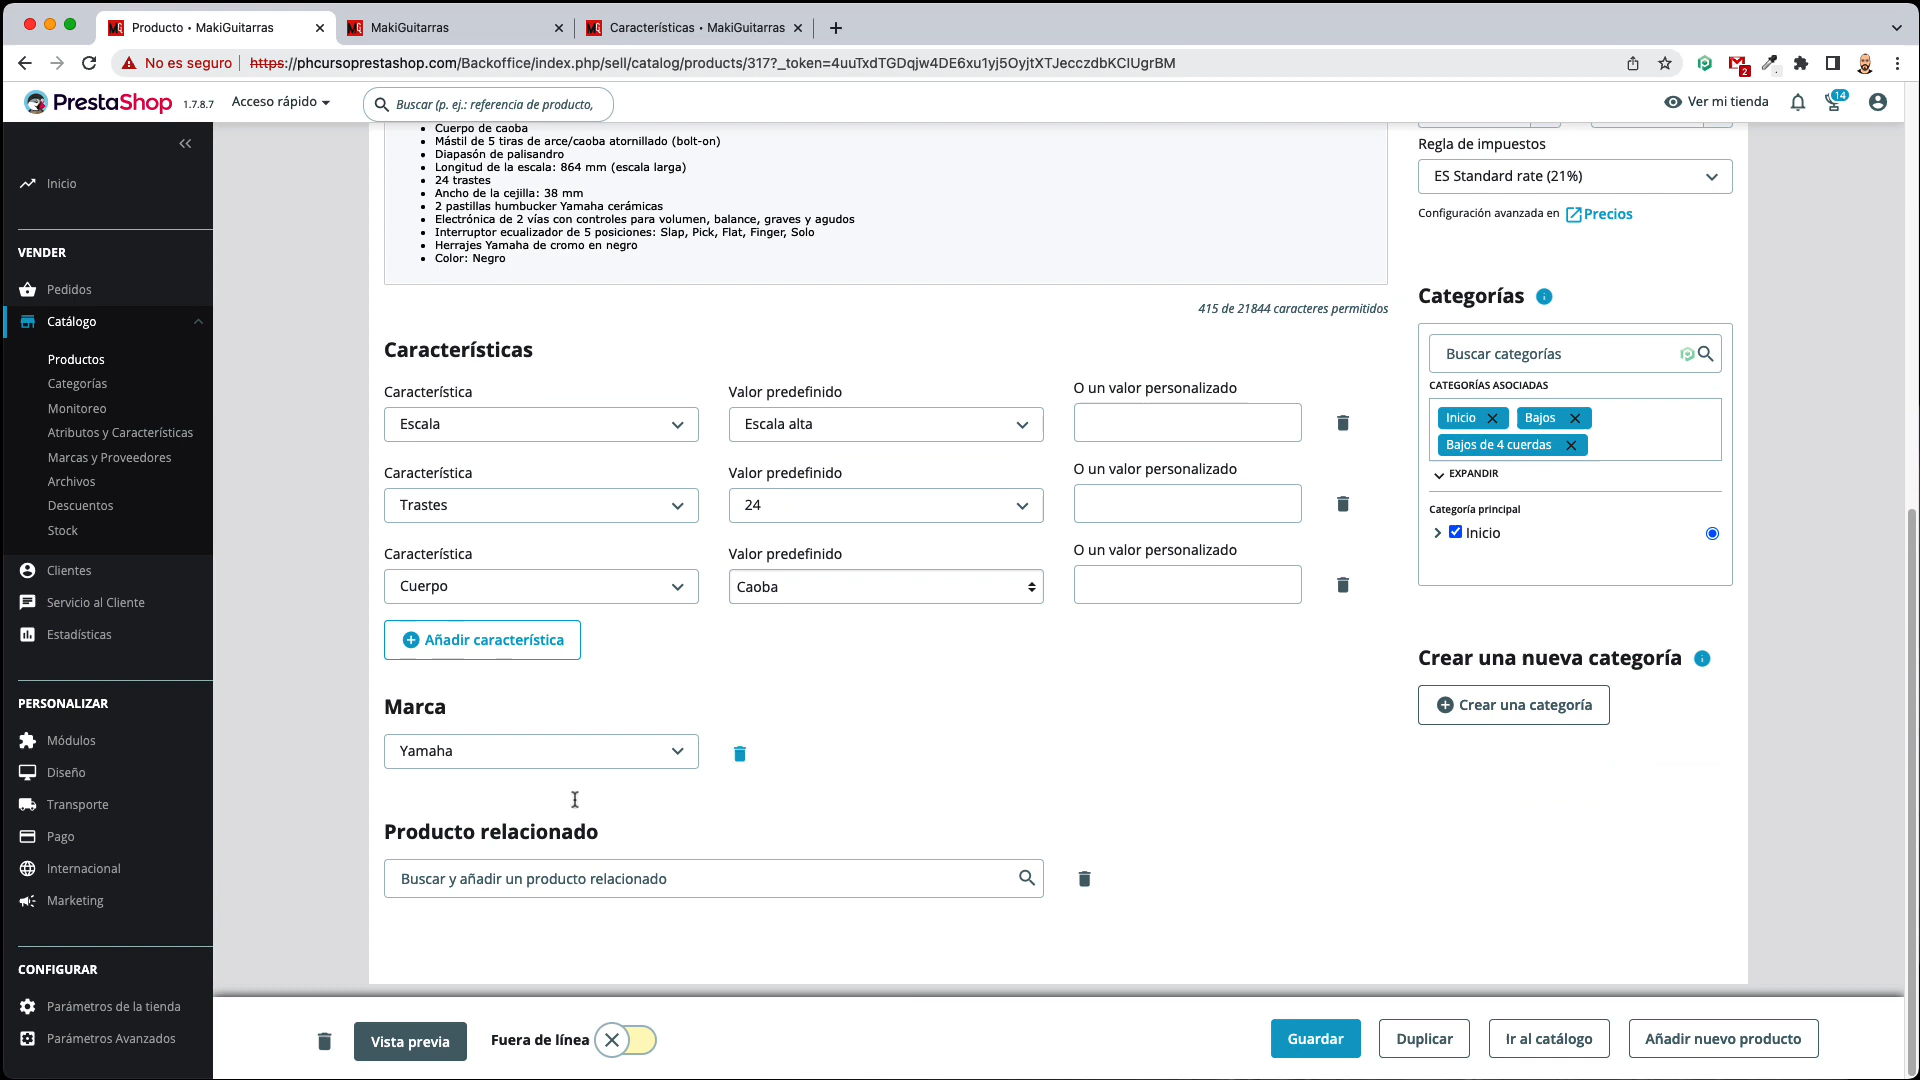 Producto • MakiGuitarras
MakiGuitarras
Características • MakiGuitarras
No es seguro
https://phcursoprestashop.com/Backoffice/index.php/sell/catalog/products/317?_token=4uuTxdTGDqjw4DE6xu1yj5OyjtXTJecczdbKCIUgrBM
2
PrestaShop
1.7.8.7
Acceso rápido
Buscar (p. ej.: referencia de producto,
Ver mi tienda
14
Inicio
VENDER
Pedidos
Catálogo
Productos
Categorías
Monitoreo
Atributos y Características
Marcas y Proveedores
Archivos
Descuentos
Stock
Clientes
Servicio al Cliente
Estadísticas
PERSONALIZAR
Módulos
Diseño
Transporte
Pago
Internacional
Marketing
CONFIGURAR
Parámetros de la tienda
Parámetros Avanzados
Cuerpo de caoba
Mástil de 5 tiras de arce/caoba atornillado (bolt-on)
Diapasón de palisandro
Longitud de la escala: 864 mm (escala larga)
24 trastes
Ancho de la cejilla: 38 mm
2 pastillas humbucker Yamaha cerámicas
Electrónica de 2 vías con controles para volumen, balance, graves y agudos
Interruptor ecualizador de 5 posiciones: Slap, Pick, Flat, Finger, Solo
Herrajes Yamaha de cromo en negro
Color: Negro
415 de 21844 caracteres permitidos
Características
Característica
Valor predefinido
O un valor personalizado
Escala
Escala alta
Característica
Valor predefinido
O un valor personalizado
Trastes
24
Característica
Valor predefinido
O un valor personalizado
Cuerpo
Caoba
Añadir característica
Marca
Yamaha
Producto relacionado
Buscar y añadir un producto relacionado
Regla de impuestos
ES Standard rate (21%)
Configuración avanzada en Precios
Categorías
Buscar categorías
CATEGORÍAS ASOCIADAS
Inicio
Bajos
Bajos de 4 cuerdas
EXPANDIR
Categoría principal
Inicio
Crear una nueva categoría
Crear una categoría
Vista previa
Fuera de línea
Guardar
Duplicar
Ir al catálogo
Añadir nuevo producto